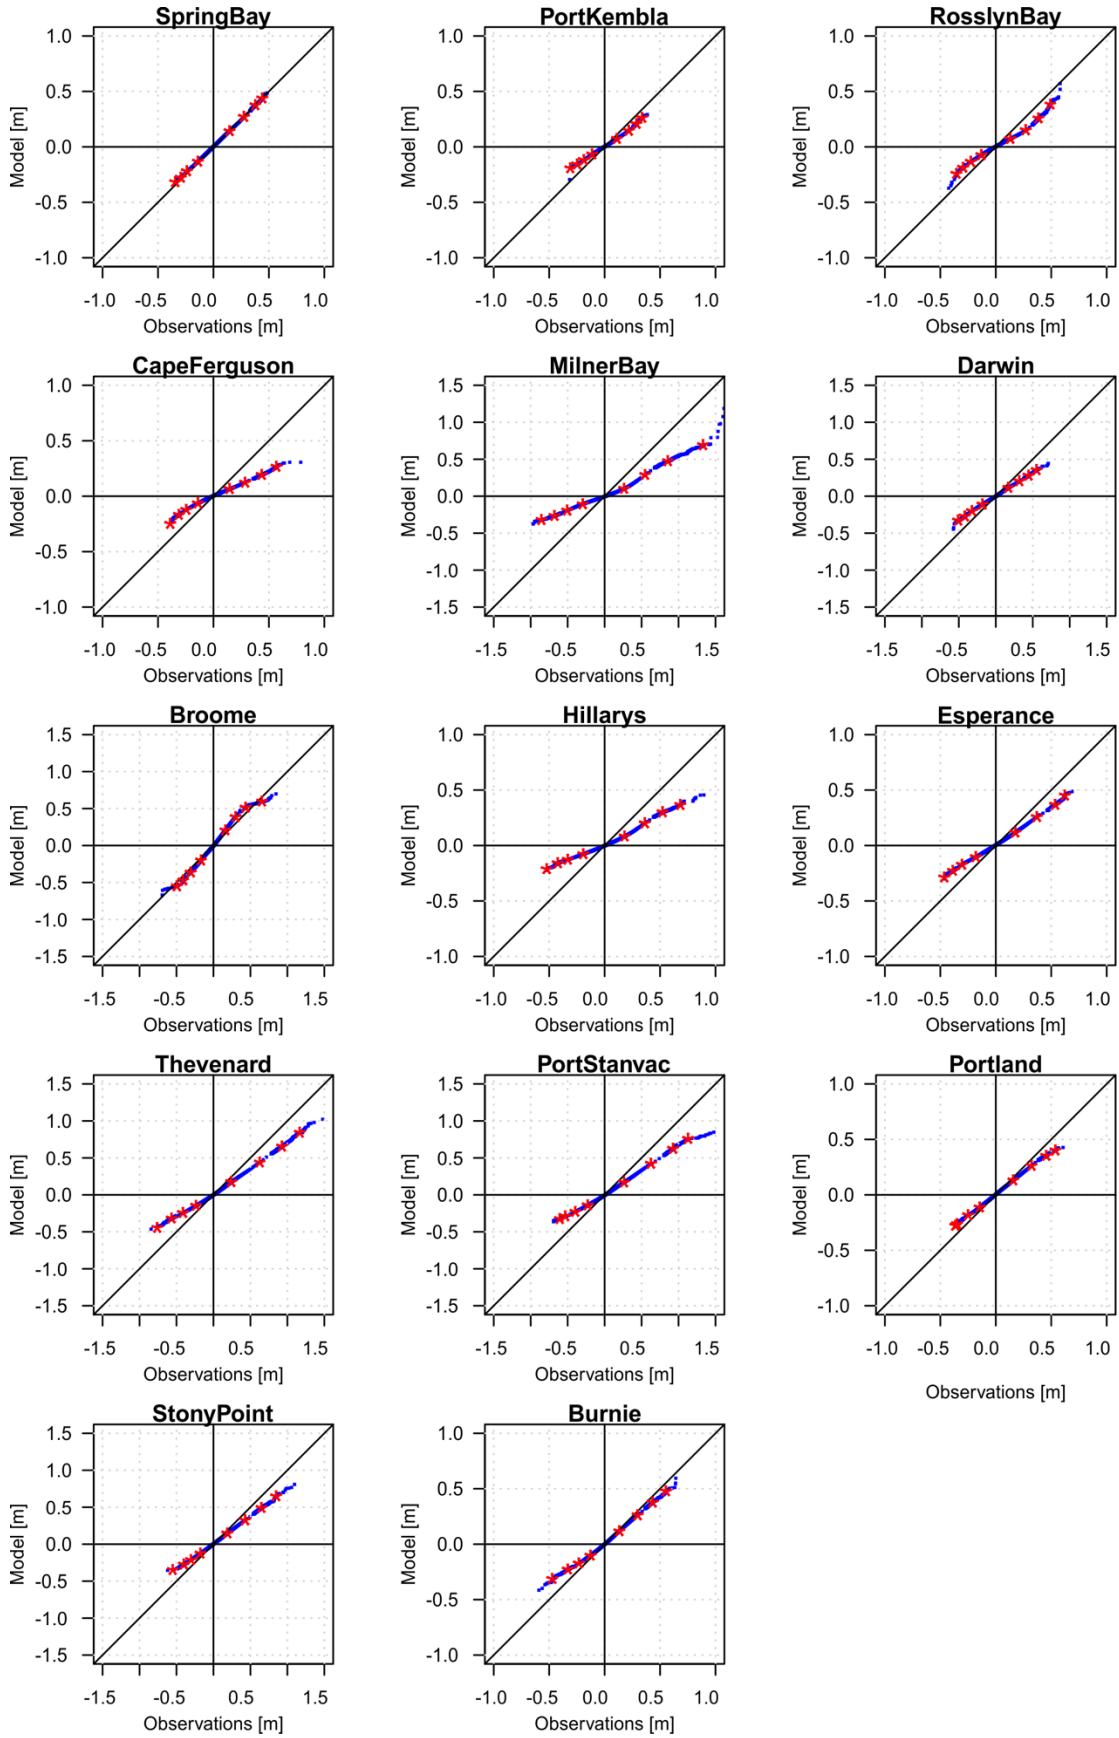 SpringBay
PortKembla
RosslynBay
1.0
0.5
0.0
-0.5
-1.0
Model [m]
-1.0 -0.5 0.0 0.5 1.0
Observations [m]
1.0
0.5
0.0
-0.5
-1.0
Model [m]
-1.0 -0.5 0.0 0.5 1.0
Observations [m]
1.0
0.5
0.0
-0.5
-1.0
Model [m]
-1.0 -0.5 0.0 0.5 1.0
Observations [m]
CapeFerguson
MilnerBay
Darwin
1.0
0.5
0.0
-0.5
-1.0
Model [m]
-1.0 -0.5 0.0 0.5 1.0
Observations [m]
1.5
1.0
0.5
0.0
-0.5
-1.0
-1.5
Model [m]
-1.5 -0.5 0.5 1.5
Observations [m]
1.5
1.0
0.5
0.0
-0.5
-1.0
-1.5
Model [m]
-1.5 -0.5 0.5 1.5
Observations [m]
Broome
Hillarys
Esperance
1.5
1.0
0.5
0.0
-0.5
-1.0
-1.5
Model [m]
-1.5 -0.5 0.5 1.5
Observations [m]
1.0
0.5
0.0
-0.5
-1.0
Model [m]
-1.0 -0.5 0.0 0.5 1.0
Observations [m]
1.0
0.5
0.0
-0.5
-1.0
Model [m]
-1.0 -0.5 0.0 0.5 1.0
Observations [m]
Thevenard
PortStanvac
Portland
1.5
1.0
0.5
0.0
-0.5
-1.0
-1.5
Model [m]
-1.5 -0.5 0.5 1.5
Observations [m]
1.5
1.0
0.5
0.0
-0.5
-1.0
-1.5
Model [m]
-1.5 -0.5 0.5 1.5
Observations [m]
1.0
0.5
0.0
-0.5
-1.0
Model [m]
-1.0 -0.5 0.0 0.5 1.0
Observations [m]
StonyPoint
Burnie
1.5
1.0
0.5
0.0
-0.5
-1.0
-1.5
Model [m]
-1.5 -0.5 0.5 1.5
Observations [m]
1.0
0.5
0.0
-0.5
-1.0
Model [m]
-1.0 -0.5 0.0 0.5 1.0
Observations [m]